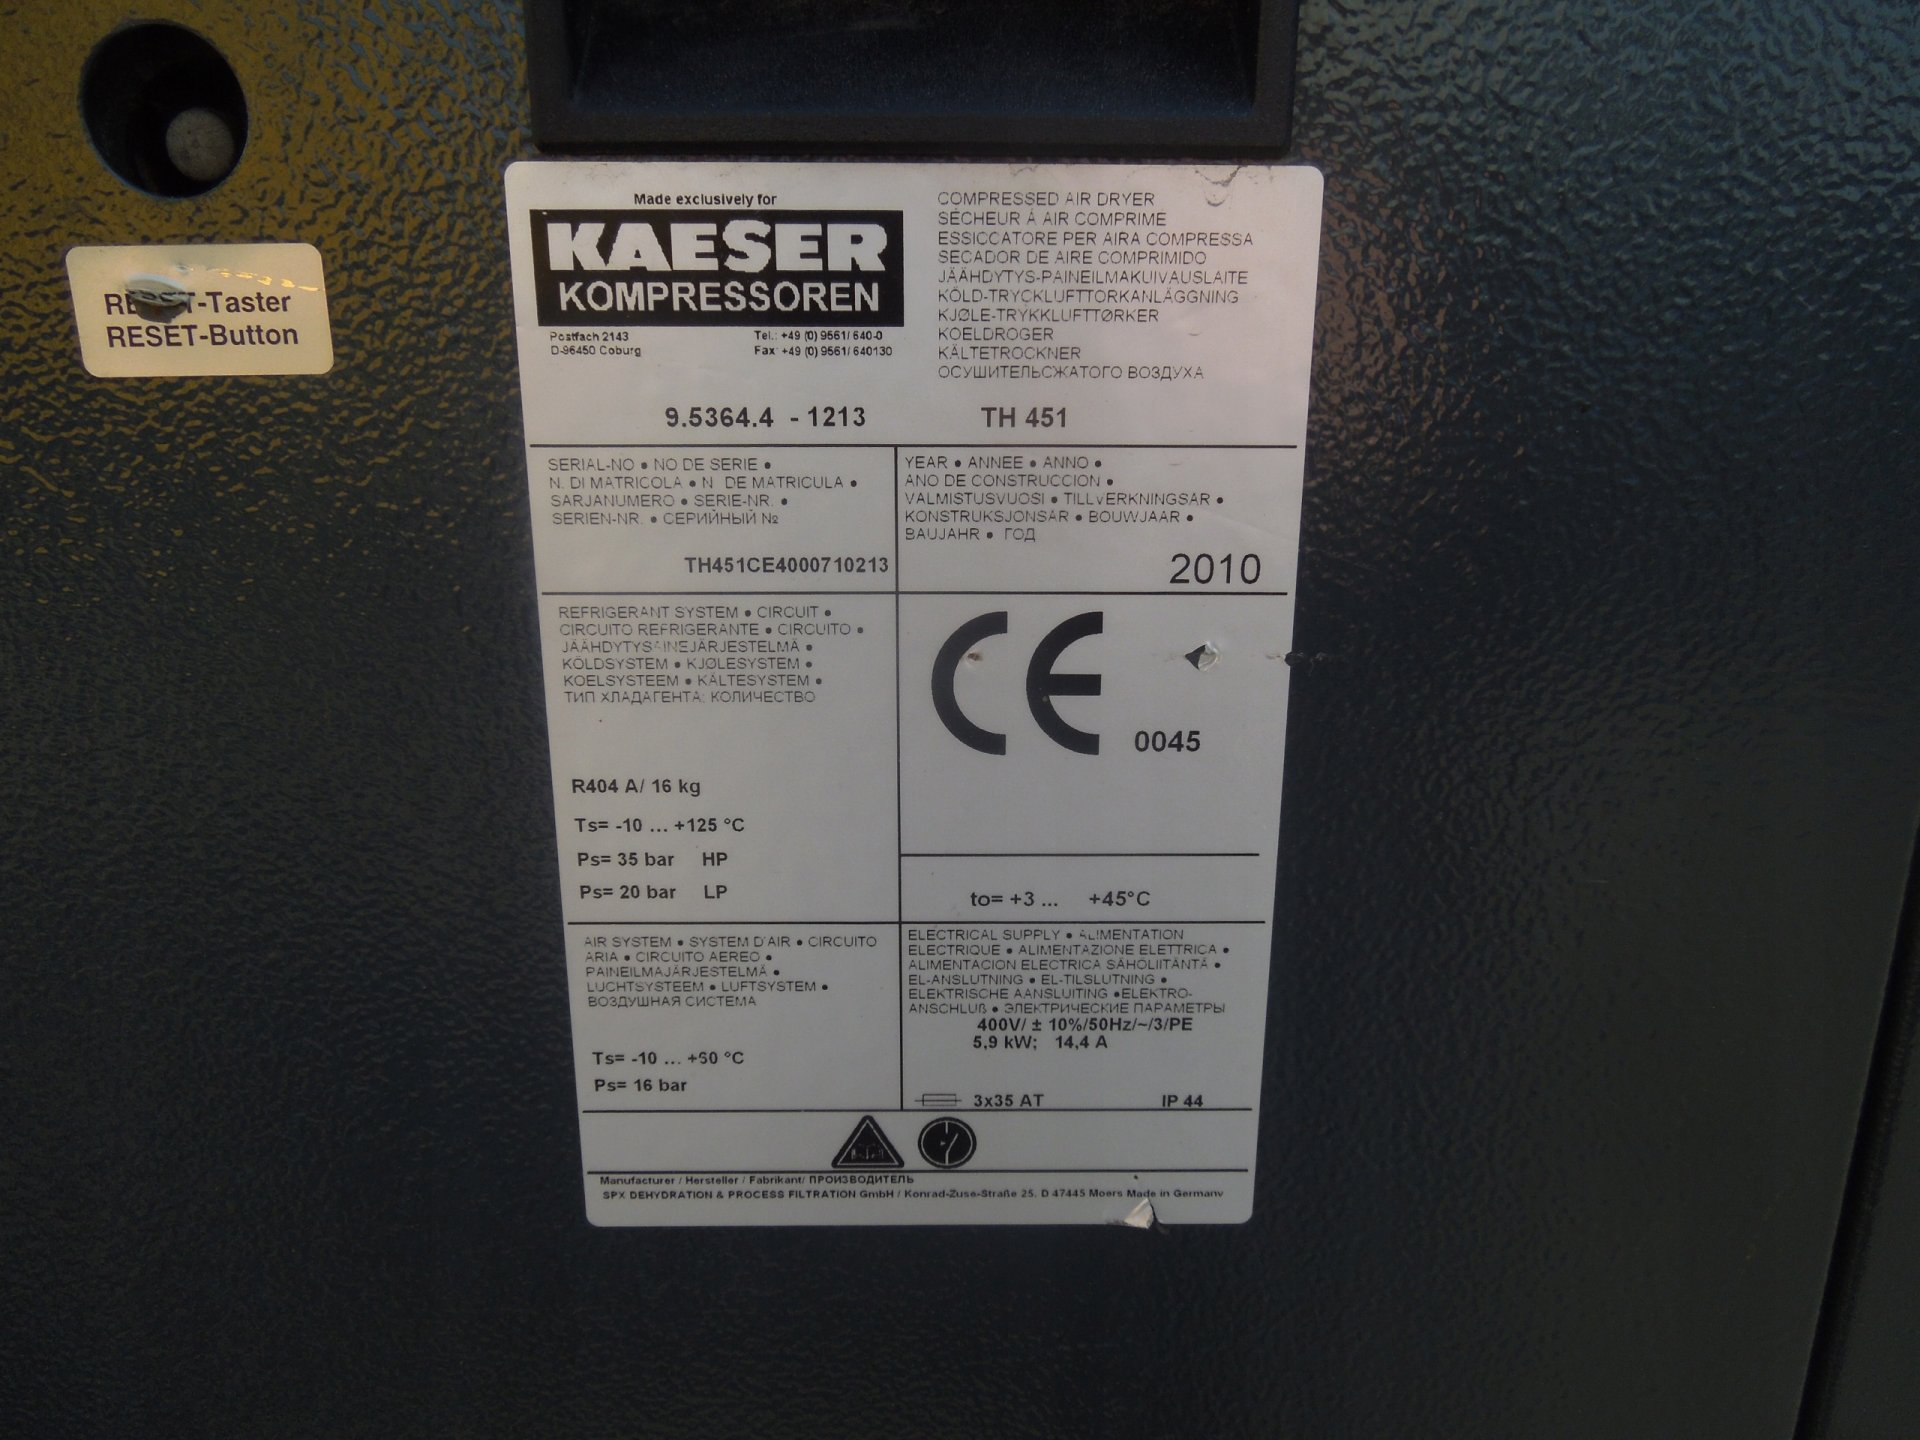 RESET-Taster
RESET-Button
Made exclusively for
KAESER
KOMPRESSOREN
Postfach 2143
D-96450 Coburg
Tel.: +49 (0) 9561/ 640-0
Fax: +49 (0) 9561/ 640130
COMPRESSED AIR DRYER
SÉCHEUR Á AIR COMPRIME
ESSICCATORE PER AIRA COMPRESSA
SECADOR DE AIRE COMPRIMIDO
JÄÄHDYTYS-PAINEILMAKUIVAUSLAITE
KÖLD-TRYCKLUFTTORKANLÄGGNING
KJØLE-TRYKKLUFTTØRKER
KOELDROGER
KÄLTETROCKNER
ОСУШИТЕЛЬСЖАТОГО ВОЗДУХА
9.5364.4 - 1213 TH 451
SERIAL-NO • NO DE SERIE •
N. DI MATRICOLA • N DE MATRICULA •
SARJANUMERO • SERIE-NR. •
SERIEN-NR. • СЕРИЙНЫЙ №
TH451CE4000710213
YEAR • ANNEE • ANNO •
ANO DE CONSTRUCCION •
VALMISTUSVUOSI • TILLVERKNINGSAR •
KONSTRUKSJONSAR • BOUWJAAR •
BAUJAHR • ГОД
2010
REFRIGERANT SYSTEM • CIRCUIT •
CIRCUITO REFRIGERANTE • CIRCUITO •
JÄÄHDYTYSAINEJÄRJESTELMÄ •
KÖLDSYSTEM • KJØLESYSTEM •
KOELSYSTEEM • KÄLTESYSTEM •
ТИП ХЛАДАГЕНТА: КОЛИЧЕСТВО
R404 A/ 16 kg
Ts= -10 ... +125 °C
Ps= 35 bar HP
Ps= 20 bar LP
CE 0045
to= +3 ... +45°C
AIR SYSTEM • SYSTEM D'AIR • CIRCUITO
ARIA • CIRCUITO AEREO •
PAINEILMAJÄRJESTELMÄ •
LUCHTSYSTEEM • LUFTSYSTEM •
ВОЗДУШНАЯ СИСТЕМА
Ts= -10 ... +60 °C
Ps= 16 bar
ELECTRICAL SUPPLY • ALIMENTATION
ELECTRIQUE • ALIMENTAZIONE ELETTRICA •
ALIMENTACION ELECTRICA SÄHÖLIITÄNTÄ •
EL-ANSLUTNING • EL-TILSLUTNING •
ELEKTRISCHE AANSLUITING •ELEKTRO-
ANSCHLUß • ЭЛЕКТРИЧЕСКИЕ ПАРАМЕТРЫ
400V/ ± 10%/50Hz/~/3/PE
5,9 kW; 14,4 A
3x35 AT IP 44
Manufacturer / Hersteller / Fabrikant/ ПРОИЗВОДИТЕЛЬ
SPX DEHYDRATION & PROCESS FILTRATION GmbH / Konrad-Zuse-Straße 25. D 47445 Moers Made in Germany